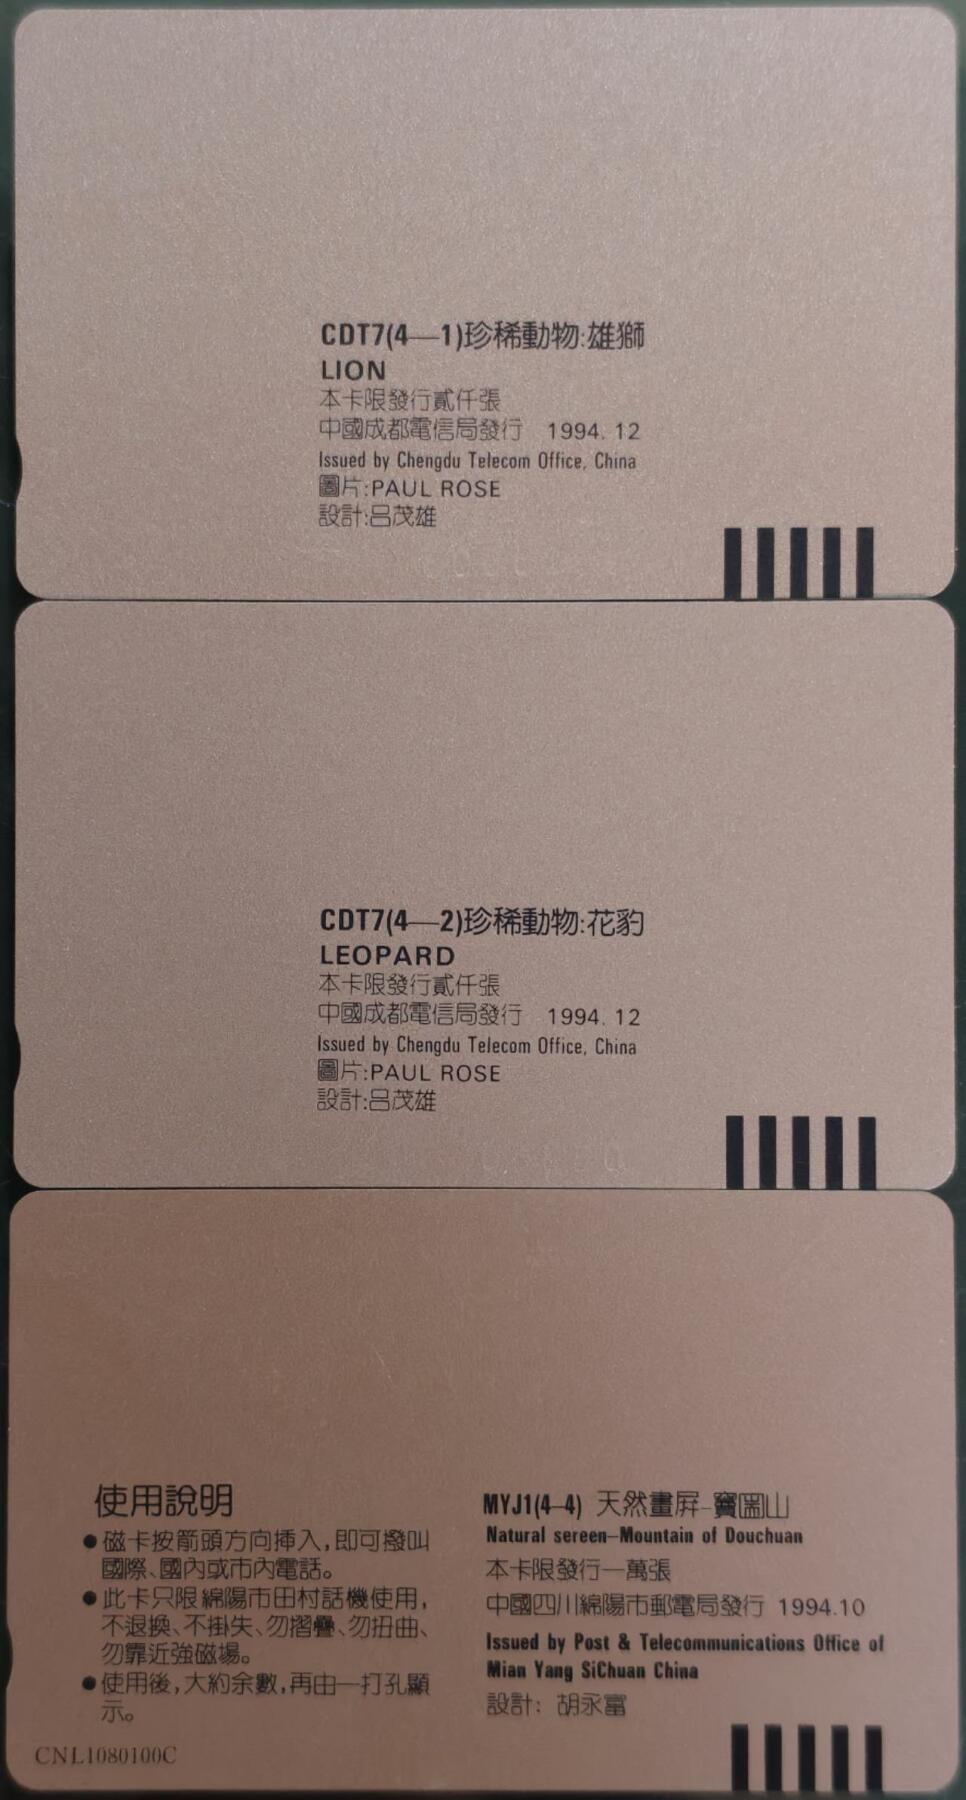 CDT7(4—1)珍稀動物:雄獅
LION
本卡限發行貳仟張
中國成都電信局發行 1994.12
Issued by Chengdu Telecom Office, China
圖片:PAUL ROSE
設計:呂茂雄
CDT7(4—2)珍稀動物:花豹
LEOPARD
本卡限發行貳仟張
中國成都電信局發行 1994.12
Issued by Chengdu Telecom Office, China
圖片:PAUL ROSE
設計:呂茂雄
使用說明
●磁卡按箭頭方向揷入,即可撥叫
國際、國內或市內電話。
●此卡只限綿陽市田村話機使用,
不退換、不掛失、勿摺疊、勿扭曲、
勿靠近強磁場。
●使用後,大約余數,再由一打孔顯
示。
CNL1080100C
MYJ1(4—4) 天然畫屏-竇圌山
Natural sereen—Mountain of Douchuan
本卡限發行一萬張
中國四川綿陽市郵電局發行 1994.10
Issued by Post & Telecommunications Office of
Mian Yang SiChuan China
設計: 胡永富